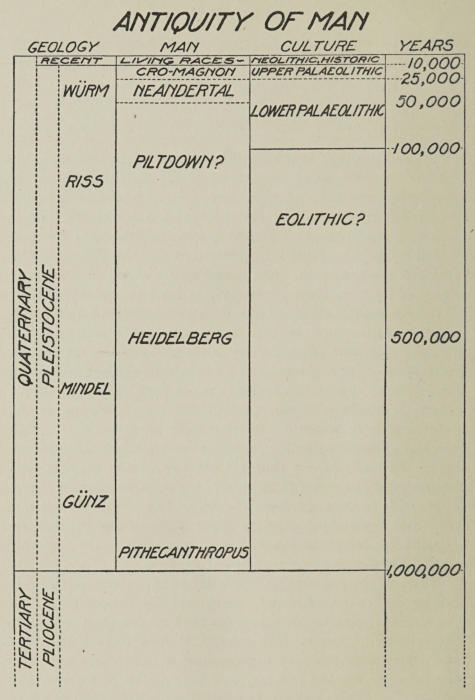 ANTIQUITY OF MAN
GEOLOGY MAN CULTURE YEARS
RECENT LIVING RACES- NEOLITHIC, HISTORIC 10,000
CRO-MAGNON UPPER PALAEOLITHIC 25,000
WÜRM NEANDERTAL 50,000
LOWER PALAEOLITHIC
100,000
PILTDOWN?
RISS
EOLITHIC?
QUATERNARY
PLEISTOCENE
HEIDELBERG 500,000
MINDEL
GÜNZ
PITHECANTHROPUS
1,000,000
TERTIARY
PLIOCENE